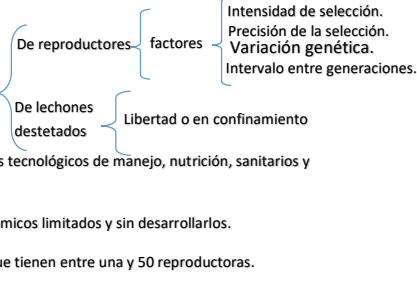 Intensidad de selección.
Precisión de la selección.
De reproductores factores Variación genética.
Intervalo entre generaciones.
De lechones
destetados
Libertad o en confinamiento
s tecnológicos de manejo, nutrición, sanitarios y
micos limitados y sin desarrollarlos.
ue tienen entre una y 50 reproductoras.